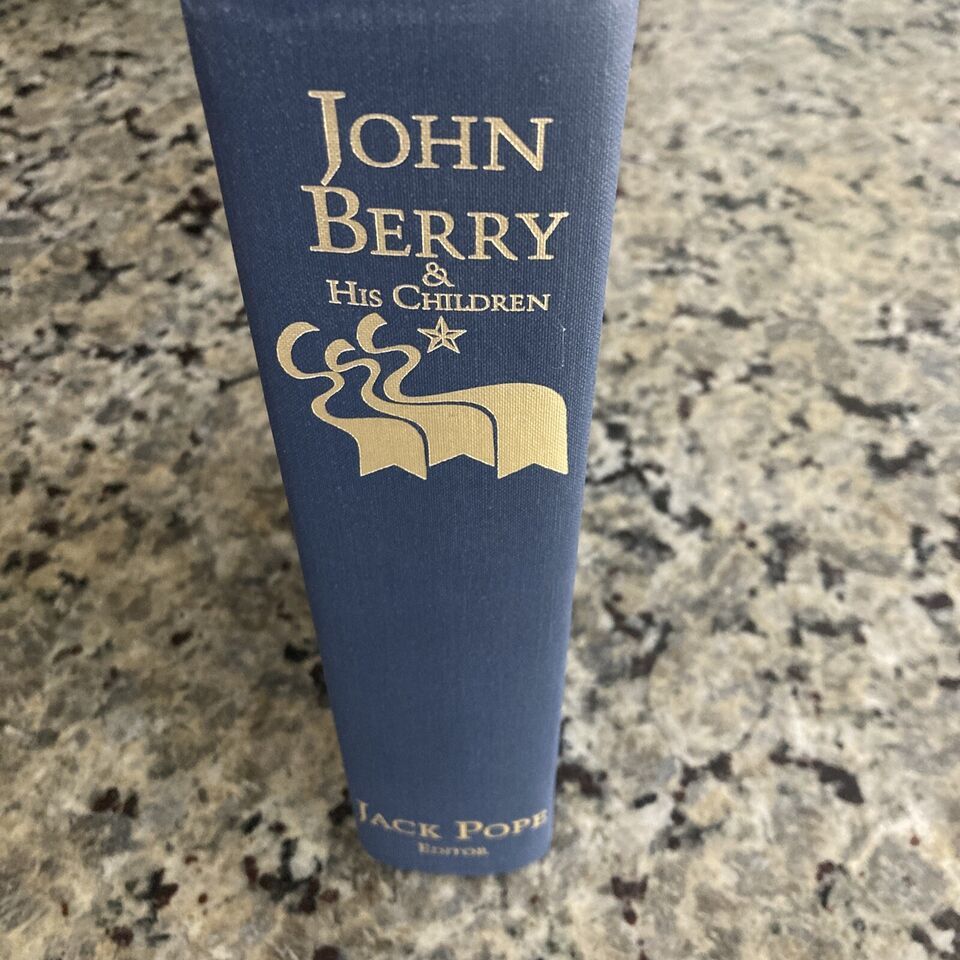 John
Berry
&
His Children
Jack Pope
Editor